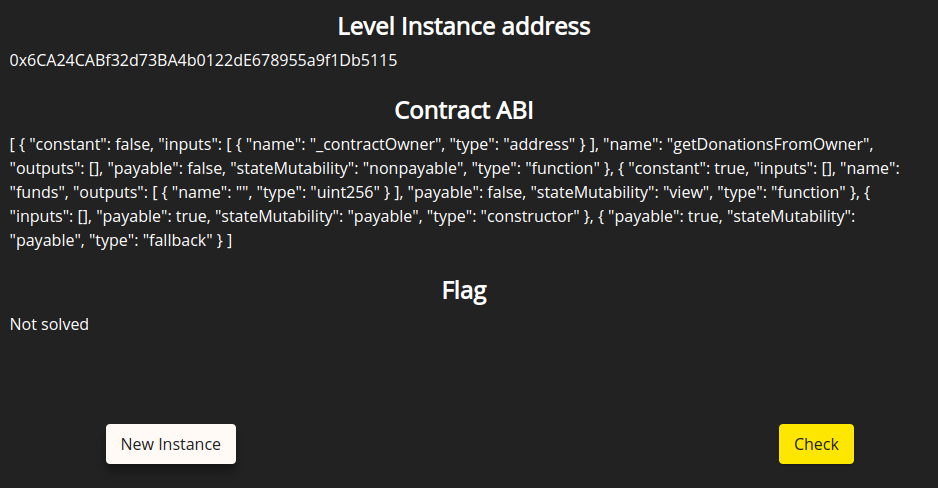 Level Instance address
0x6CA24CABf32d73BA4b0122dE678955a9f1Db5115
Contract ABI
[ { "constant": false, "inputs": [ { "name": "_contractOwner", "type": "address" } ], "name": "getDonationsFromOwner",
"outputs": [], "payable": false, "stateMutability": "nonpayable", "type": "function" }, { "constant": true, "inputs": [], "name":
"funds", "outputs": [ { "name": "", "type": "uint256" } ], "payable": false, "stateMutability": "view", "type": "function" }, {
"inputs": [], "payable": true, "stateMutability": "payable", "type": "constructor" }, { "payable": true, "stateMutability":
"payable", "type": "fallback" } ]
Flag
Not solved
New Instance
Check